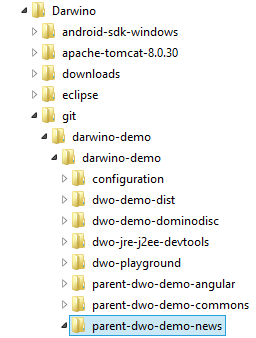 Darwino
android-sdk-windows
apache-tomcat-8.0.30
downloads
eclipse
git
darwino-demo
darwino-demo
configuration
dwo-demo-dist
dwo-demo-dominodisc
dwo-jre-j2ee-devtools
dwo-playground
parent-dwo-demo-angular
parent-dwo-demo-commons
parent-dwo-demo-news